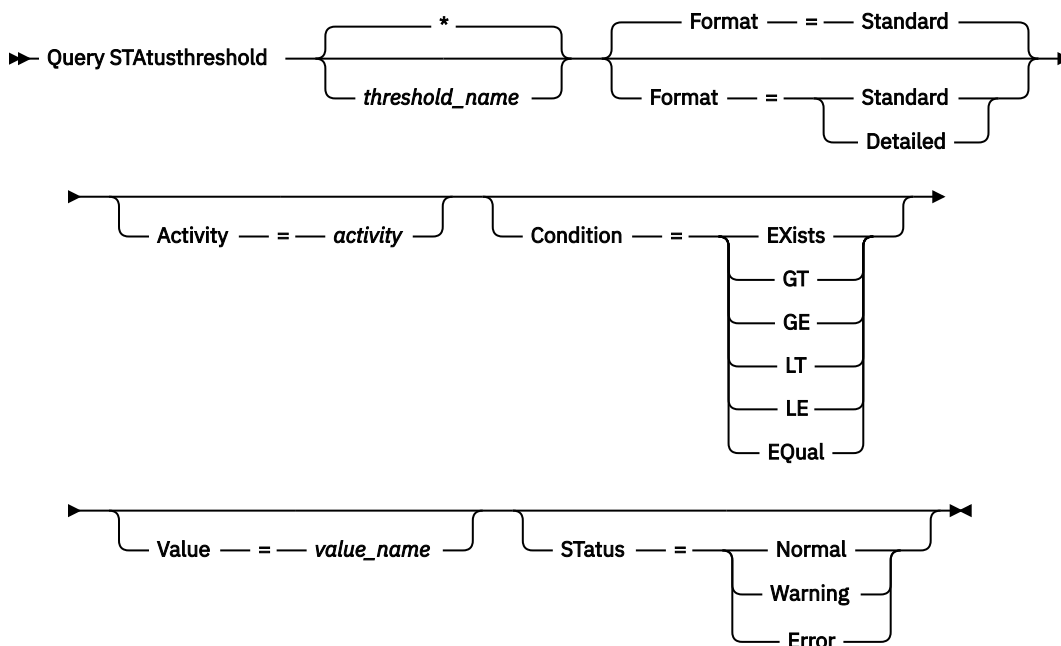 *
Format = Standard
Query STAtusthreshold
threshold_name
Format = Standard
Detailed
Activity = activity
Condition = EXists
GT
GE
LT
LE
EQual
Value = value_name
STatus = Normal
Warning
Error